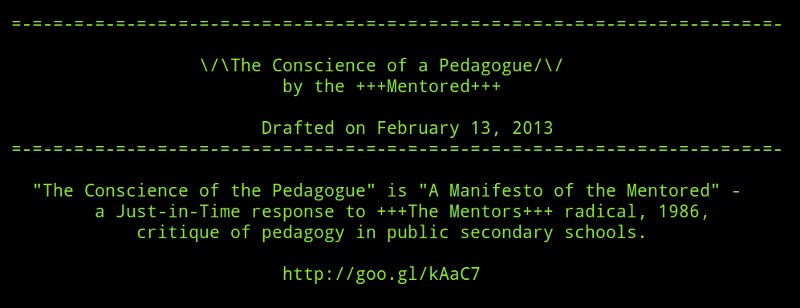 =-=-=-=-=-=-=-=-=-=-=-=-=-=-=-=-=-=-=-=-=-=-=-=-=-=-=-=-=-=-=-=-=-=-=-=-=-
\/\The Conscience of a Pedagogue/\/
by the +++Mentored+++
Drafted on February 13, 2013
=-=-=-=-=-=-=-=-=-=-=-=-=-=-=-=-=-=-=-=-=-=-=-=-=-=-=-=-=-=-=-=-=-=-=-=-=-
"The Conscience of the Pedagogue" is "A Manifesto of the Mentored" -
a Just-in-Time response to +++The Mentors+++ radical, 1986,
critique of pedagogy in public secondary schools.
http://goo.gl/kAaC7